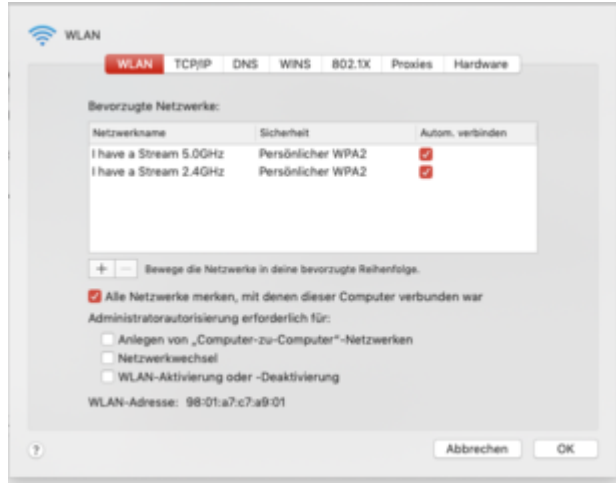 WLAN
WLAN TCP/IP DNS WINS 802.1X Proxies Hardware
Bevorzugte Netzwerke:
Netzwerkname Sicherheit Autom. verbinden
I have a Stream 5.0GHz Persönlicher WPA2
I have a Stream 2.4GHz Persönlicher WPA2
+ − Bewege die Netzwerke in deine bevorzugte Reihenfolge.
Alle Netzwerke merken, mit denen dieser Computer verbunden war
Administratorautorisierung erforderlich für:
Anlegen von „Computer-zu-Computer“-Netzwerken
Netzwerkwechsel
WLAN-Aktivierung oder -Deaktivierung
WLAN-Adresse: 98:01:a7:c7:a9:01
? Abbrechen OK